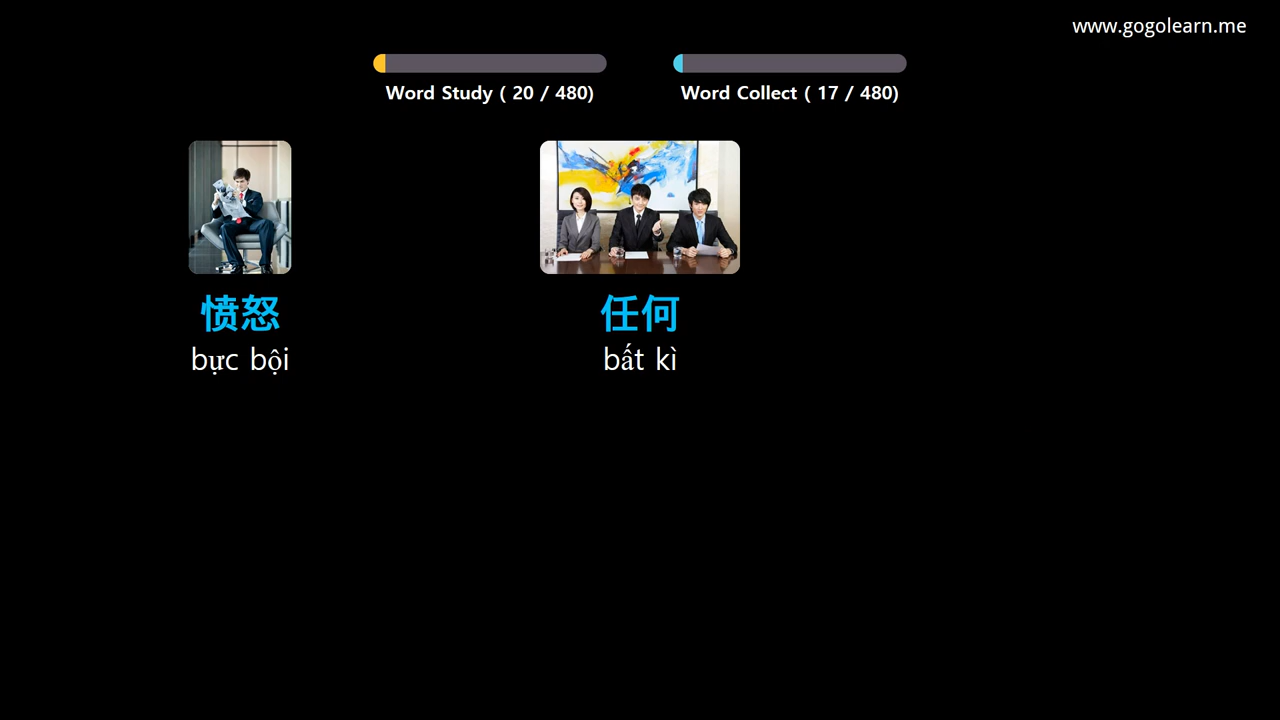 www.gogolearn.me
Word Study ( 20 / 480)
Word Collect ( 17 / 480)
愤怒
bực bội
任何
bất kì